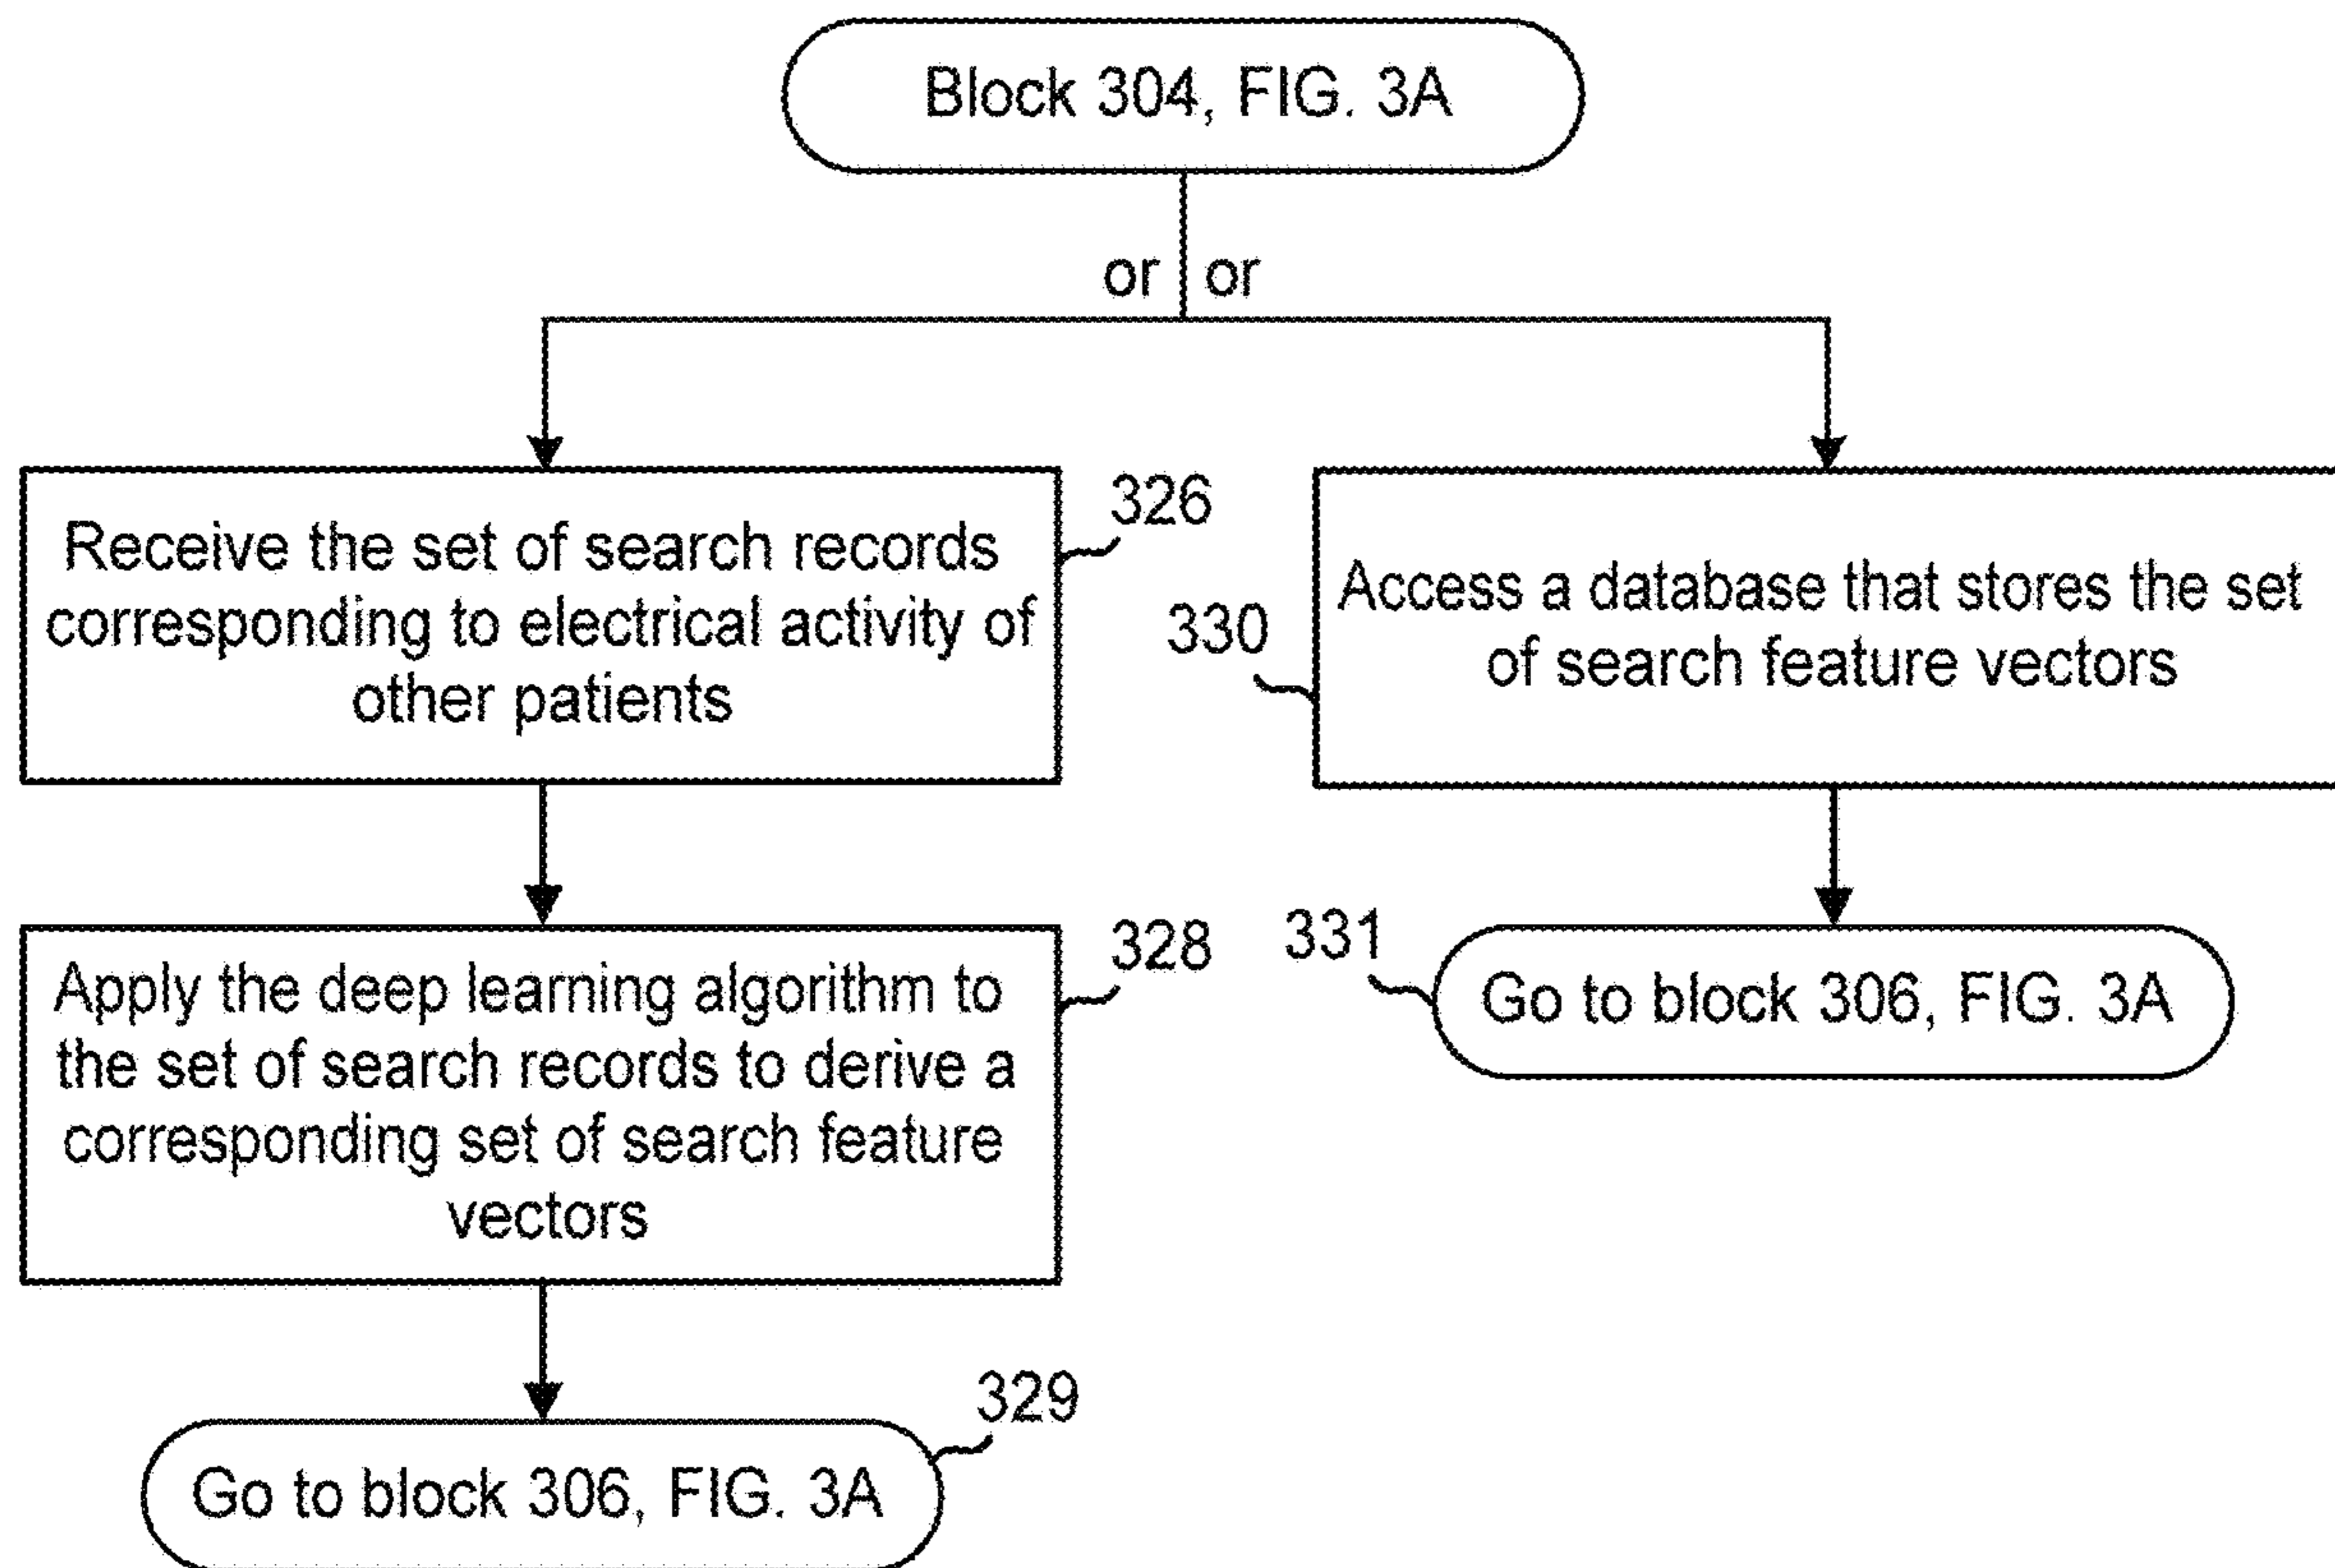 Block 304, FIG. 3A
or or
Receive the set of search records
corresponding to electrical activity of
other patients
326
Apply the deep learning algorithm to
the set of search records to derive a
corresponding set of search feature
vectors
328
Go to block 306, FIG. 3A
329
Access a database that stores the set
of search feature vectors
330
Go to block 306, FIG. 3A
331